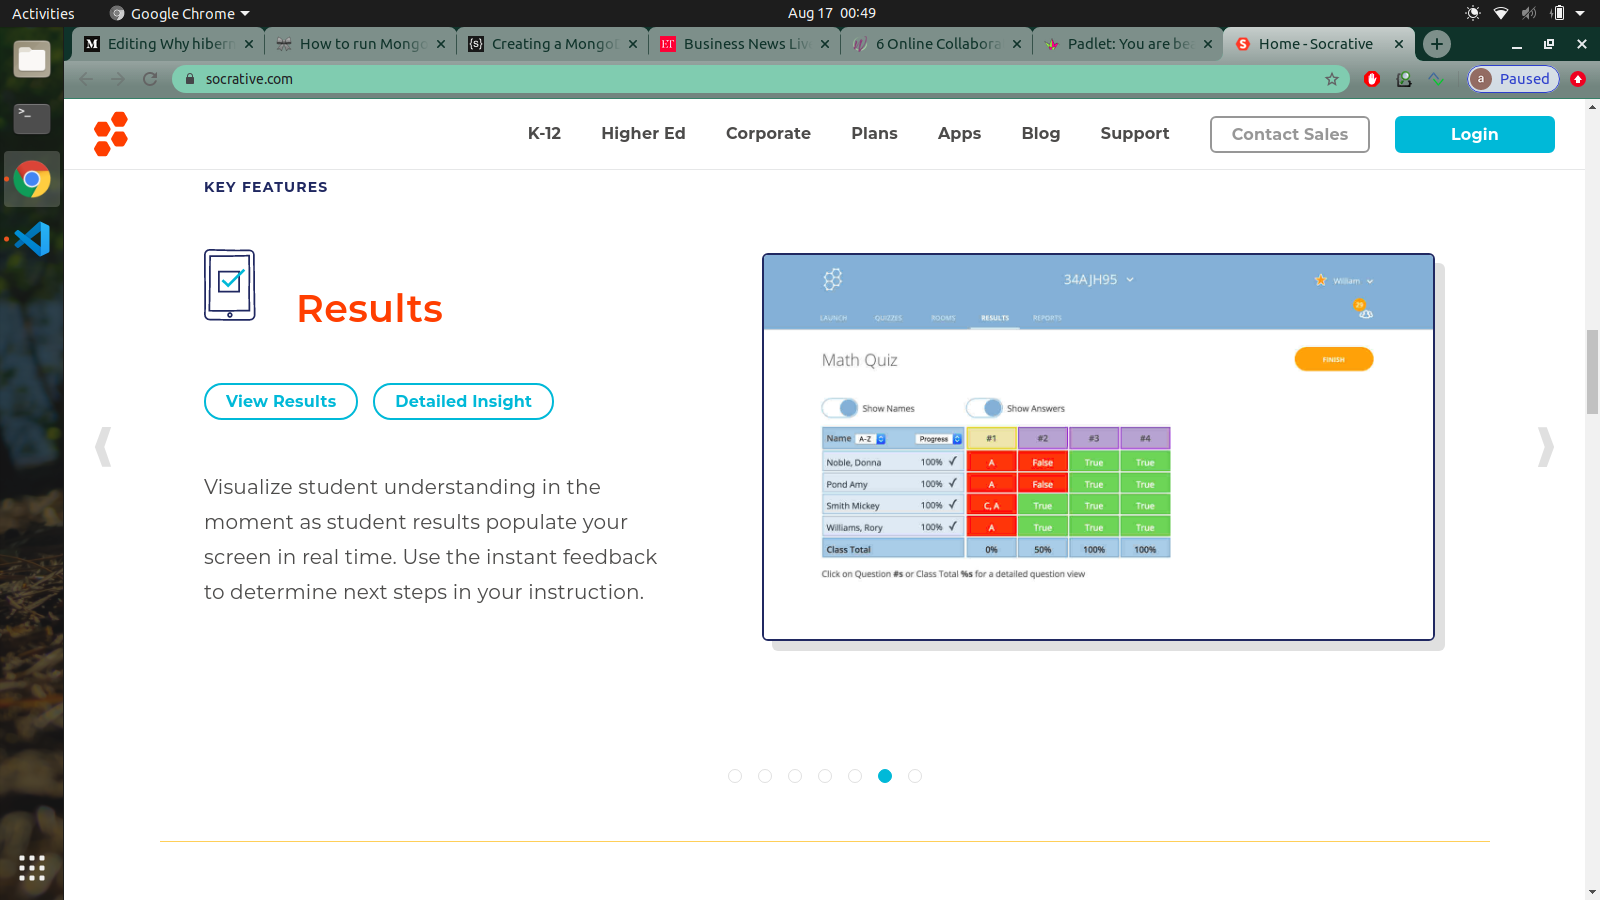 Activities Google Chrome Aug 17 00:49
Editing Why hibern How to run Mongo Creating a MongoD Business News Liv 6 Online Collabora Padlet: You are bea Home - Socrative
socrative.com a Paused
K-12 Higher Ed Corporate Plans Apps Blog Support Contact Sales Login
KEY FEATURES
Results
View Results Detailed Insight
Visualize student understanding in the
moment as student results populate your
screen in real time. Use the instant feedback
to determine next steps in your instruction.
34AJH95 William
29
LAUNCH QUIZZES ROOMS RESULTS REPORTS
Math Quiz FINISH
Show Names Show Answers
Name A-Z Progress #1 #2 #3 #4
Noble, Donna 100% ✓ A False True True
Pond Amy 100% ✓ A False True True
Smith Mickey 100% ✓ C, A True True True
Williams, Rory 100% ✓ A True True True
Class Total 0% 50% 100% 100%
Click on Question #s or Class Total %s for a detailed question view